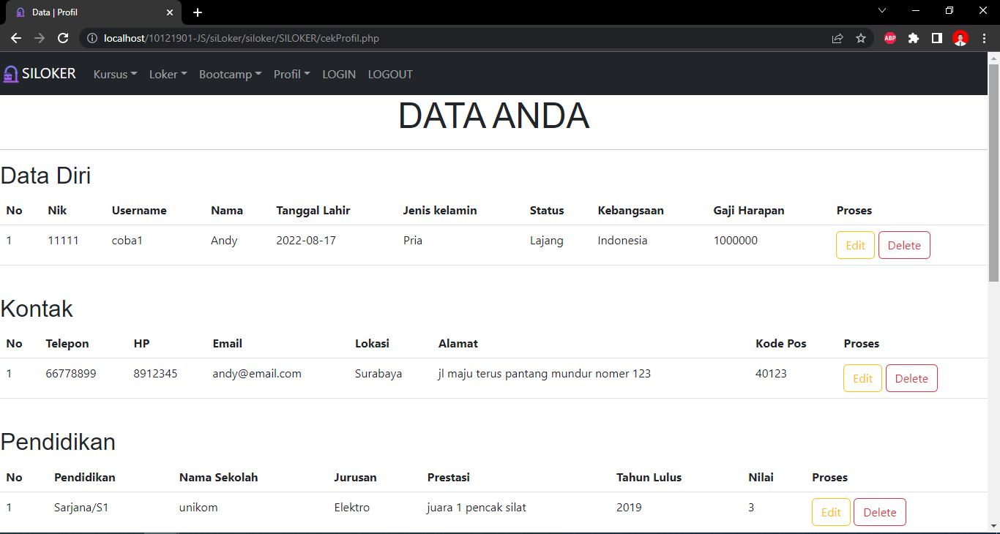 Data | Profil
localhost/10121901-JS/siLoker/siloker/SILOKER/cekProfil.php
ABP
SILOKER Kursus Loker Bootcamp Profil LOGIN LOGOUT
DATA ANDA
Data Diri
No Nik Username Nama Tanggal Lahir Jenis kelamin Status Kebangsaan Gaji Harapan Proses
1 11111 coba1 Andy 2022-08-17 Pria Lajang Indonesia 1000000 Edit Delete
Kontak
No Telepon HP Email Lokasi Alamat Kode Pos Proses
1 66778899 8912345 andy@email.com Surabaya jl maju terus pantang mundur nomer 123 40123 Edit Delete
Pendidikan
No Pendidikan Nama Sekolah Jurusan Prestasi Tahun Lulus Nilai Proses
1 Sarjana/S1 unikom Elektro juara 1 pencak silat 2019 3 Edit Delete